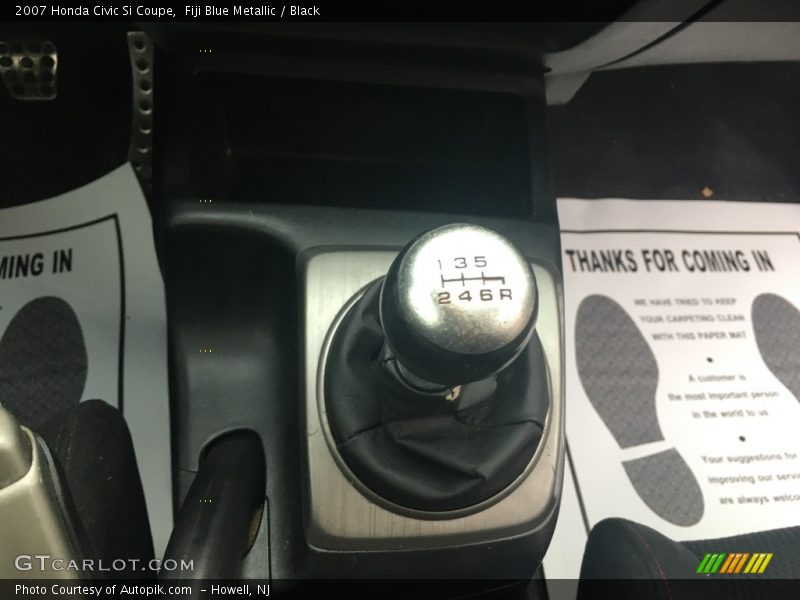 2007 Honda Civic Si Coupe,  Fiji Blue Metallic / Black
MING IN
1 3 5
2 4 6 R
THANKS FOR COMING IN
WE HAVE TRIED TO KEEP
YOUR CARPETING CLEAN
WITH THIS PAPER MAT
A customer is
the most important person
in the world to us
Your suggestions for
improving our servi
are always welcom
GTCARLOT.COM
Photo Courtesy of Autopik.com  – Howell, NJ